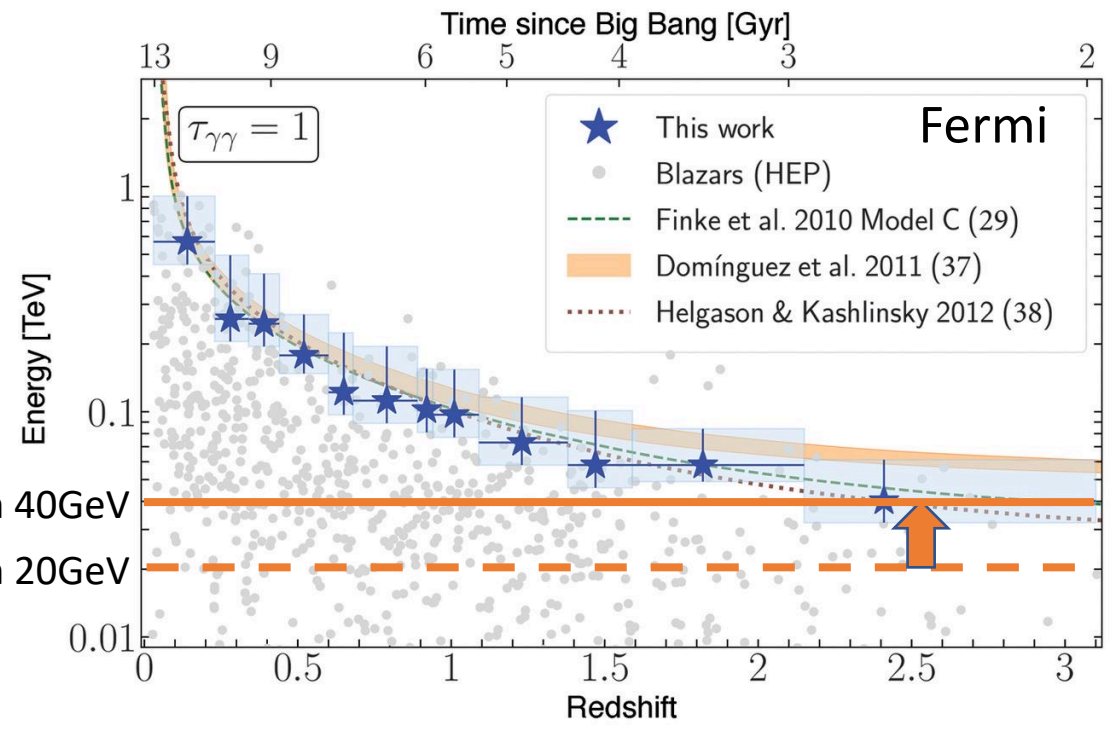 Time since Big Bang [Gyr]
13 9 6 5 4 3 2
τγγ = 1
Fermi
This work
Blazars (HEP)
Finke et al. 2010 Model C (29)
Domínguez et al. 2011 (37)
Helgason & Kashlinsky 2012 (38)
Energy [TeV]
1
0.1
40GeV
20GeV
0.01
0 0.5 1 1.5 2 2.5 3
Redshift